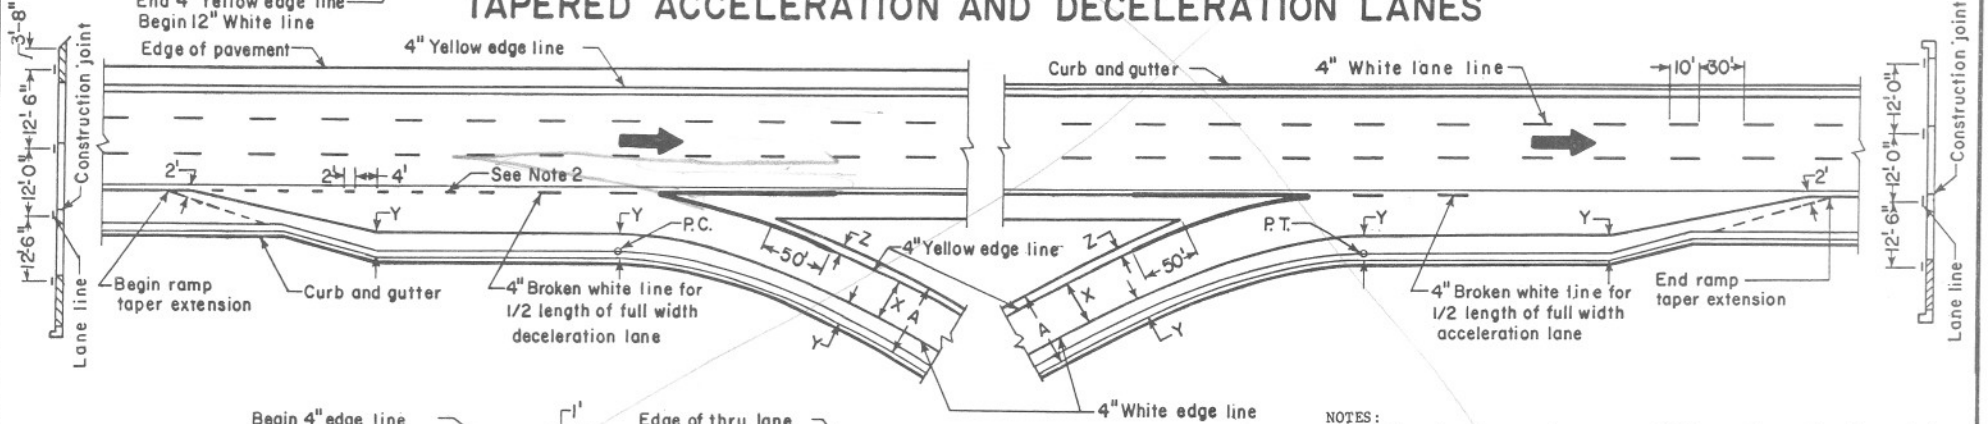 End 4" Yellow edge line
Begin 12" White line
TAPERED ACCELERATION AND DECELERATION LANES
3'-8"
Construction joint
Edge of pavement
4" Yellow edge line
Curb and gutter
4" White lane line
10' 30'
12'-0"
Construction joint
12'-6"
12'-0"
12'-6"
2'
2' 4'
See Note 2
Y
Y
P.C.
Z
50'
4" Yellow edge line
Z
50'
P.T.
Y
Y
2'
12'-0"
12'-6"
Begin ramp
taper extension
Curb and gutter
4" Broken white line for
1/2 length of full width
deceleration lane
X
A
Y
X
A
Y
4" Broken white line for
1/2 length of full width
acceleration lane
End ramp
taper extension
Lane line
Lane line
4" White edge line
Begin 4" edge line
1'
Edge of thru lane
NOTES: